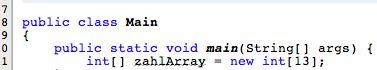 7
8 public class Main
9 {
0 public static void main(String[] args) {
1 int[] zahlArray = new int[13];